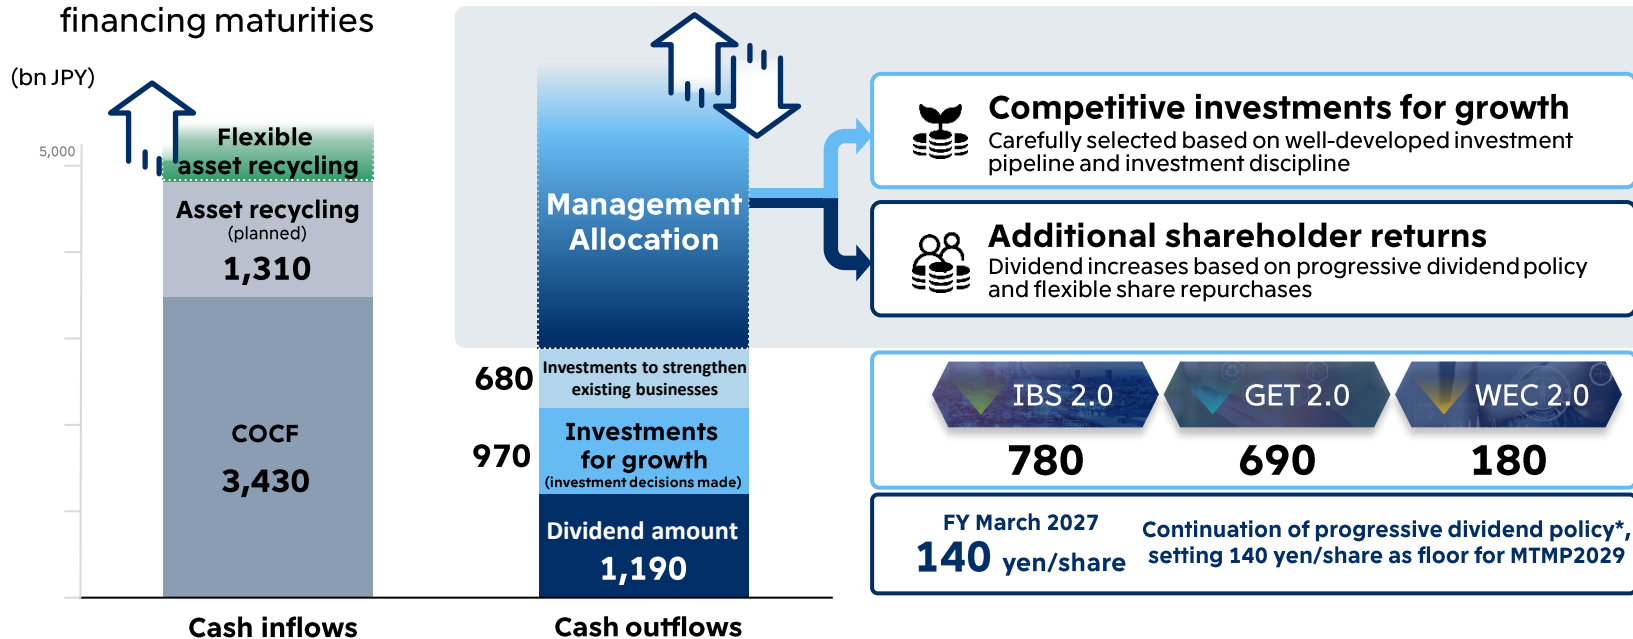 financing maturities
(bn JPY)
5,000
Flexible
asset recycling
Asset recycling
(planned)
1,310
COCF
3,430
Cash inflows
Management
Allocation
680
Investments to strengthen
existing businesses
970
Investments
for growth
(investment decisions made)
Dividend amount
1,190
Cash outflows
Competitive investments for growth
Carefully selected based on well-developed investment
pipeline and investment discipline
Additional shareholder returns
Dividend increases based on progressive dividend policy
and flexible share repurchases
IBS 2.0
GET 2.0
WEC 2.0
780
690
180
FY March 2027
140 yen/share
Continuation of progressive dividend policy*,
setting 140 yen/share as floor for MTMP2029